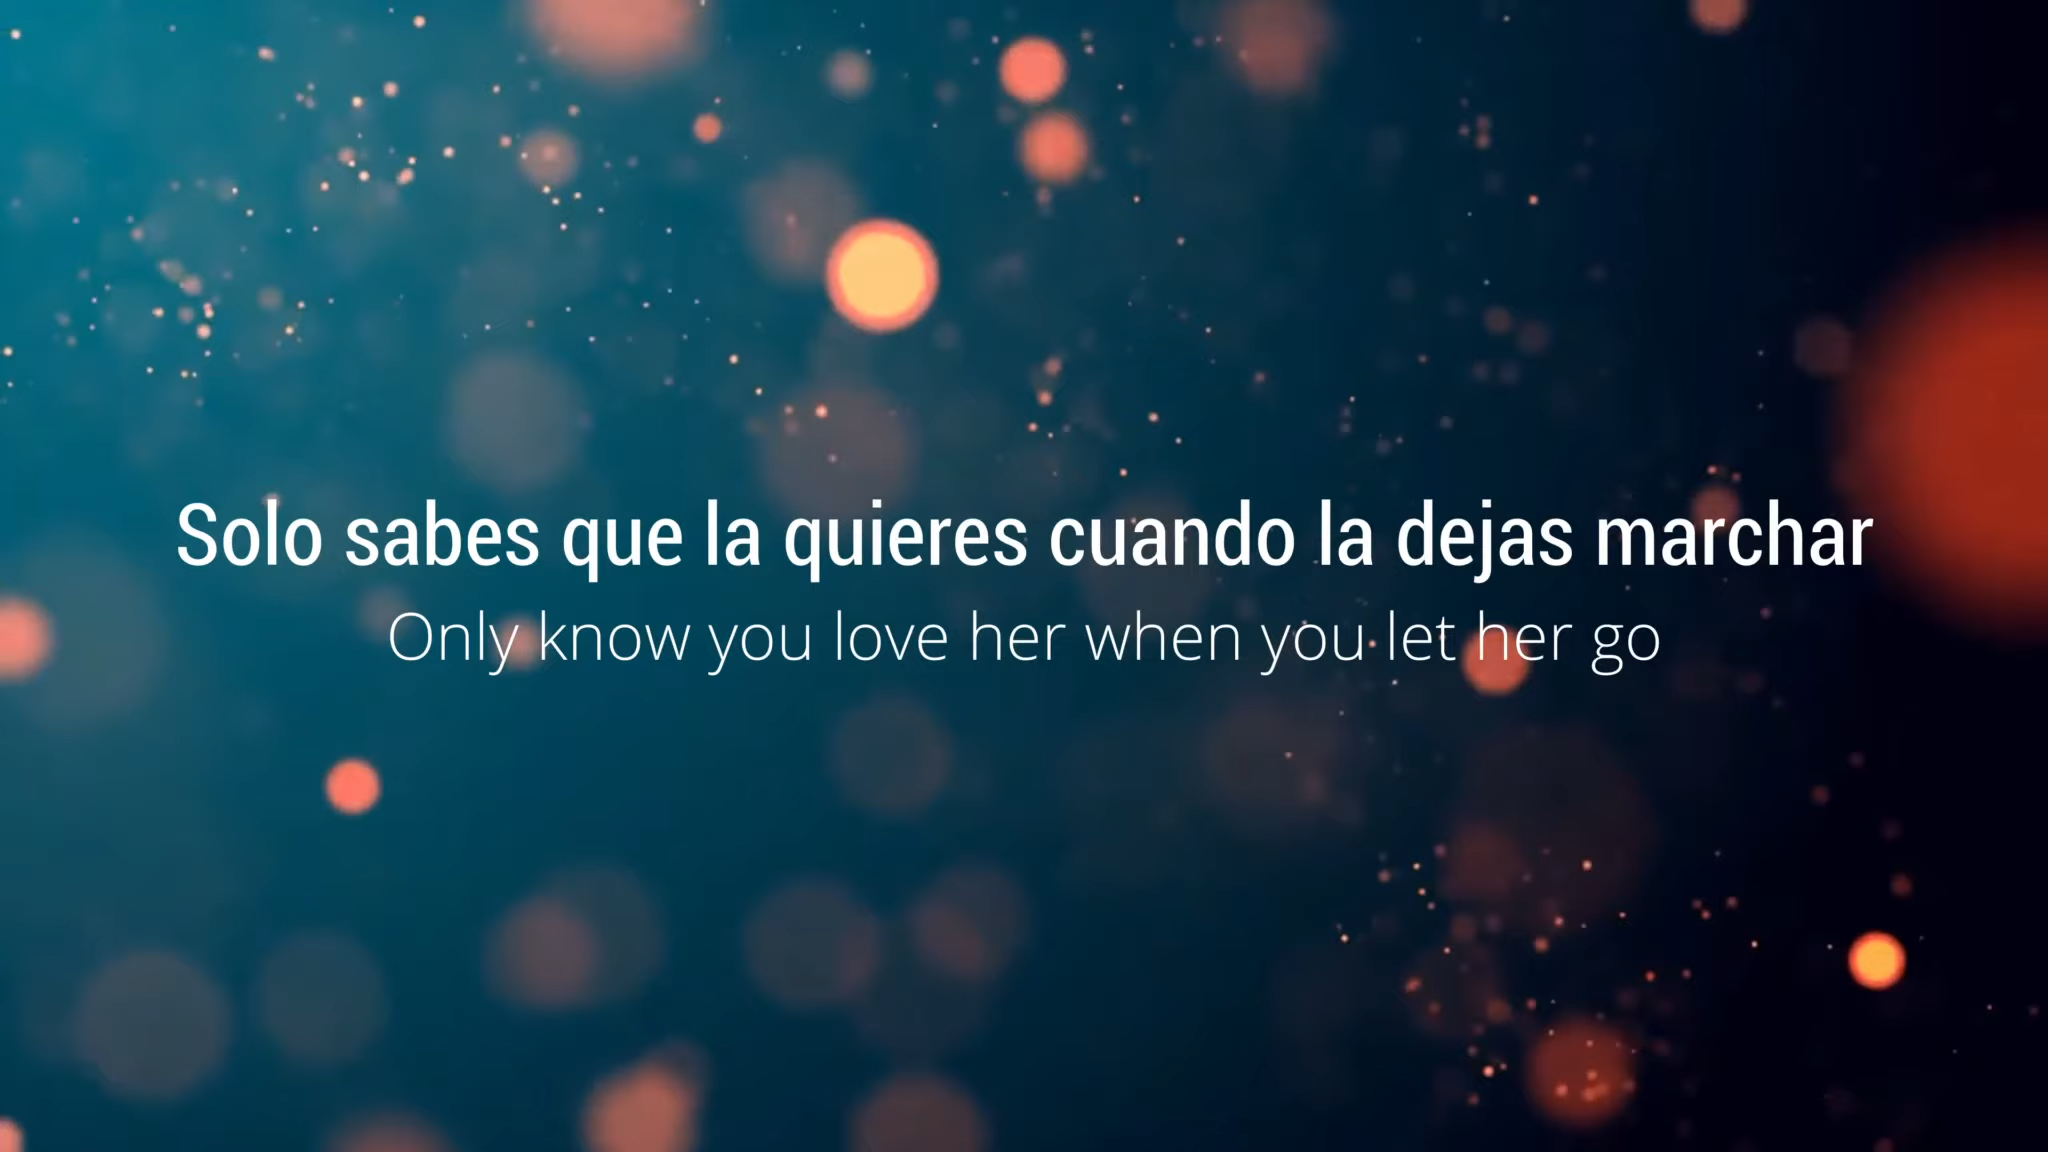 Solo sabes que la quieres cuando la dejas marchar
Only know you love her when you let her go